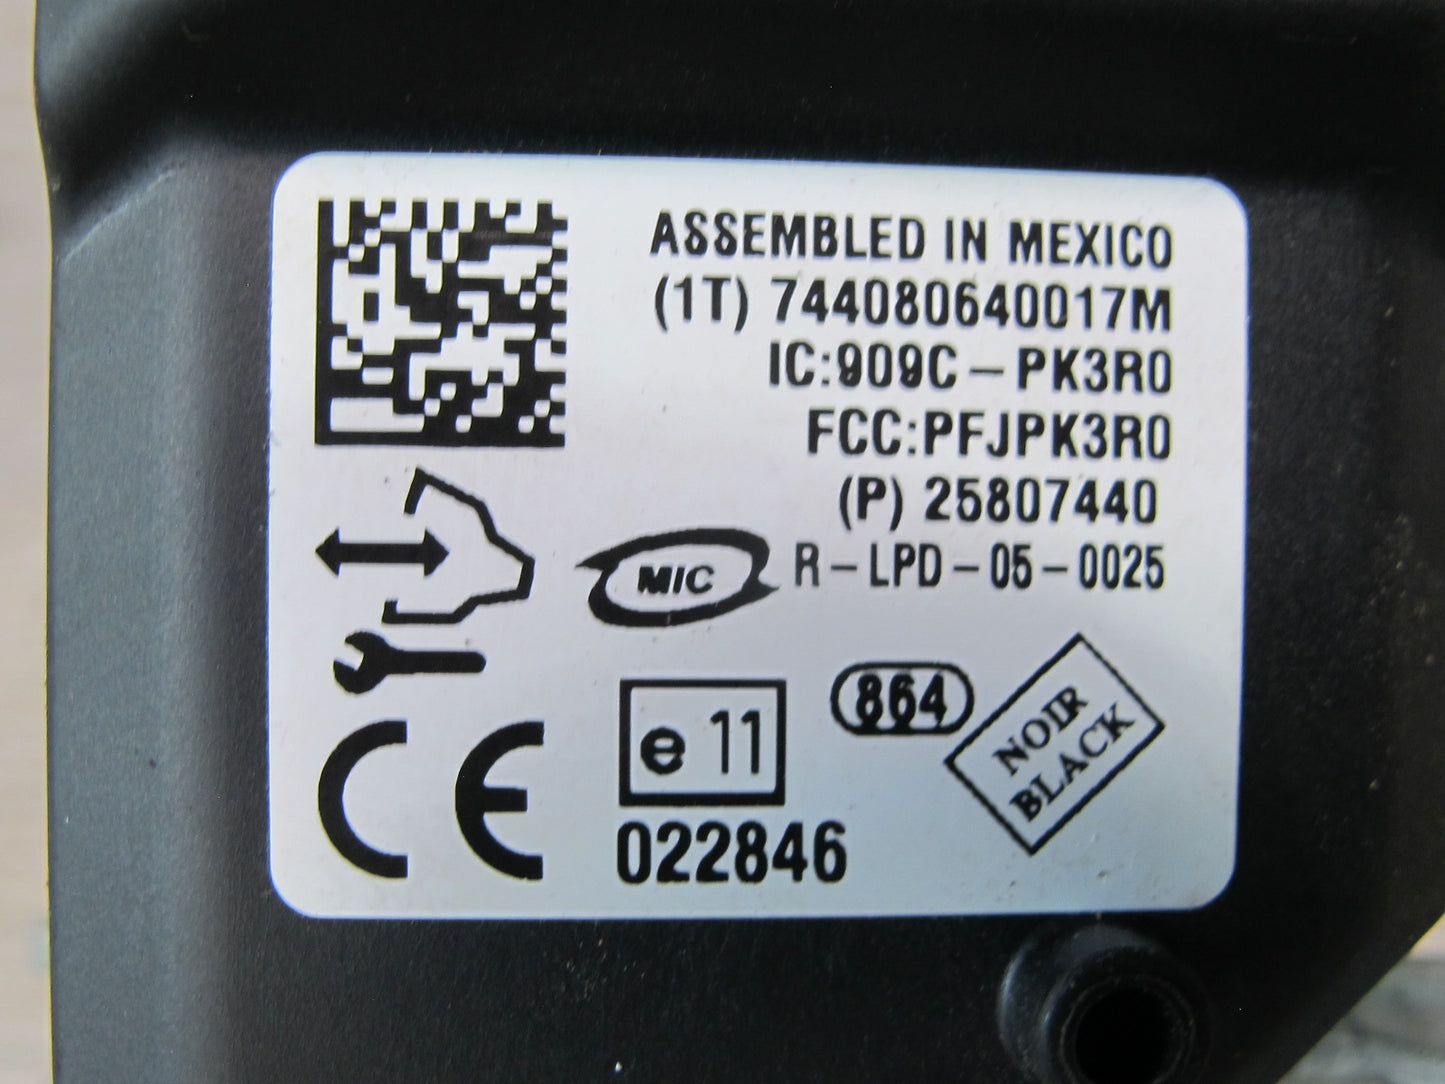 ASSEMBLED IN MEXICO
(1T) 744080640017M
IC:909C-PK3R0
FCC:PFJPK3R0
(P) 25807440
MIC R-LPD-05-0025
864
NOIR
BLACK
CE
e 11
022846